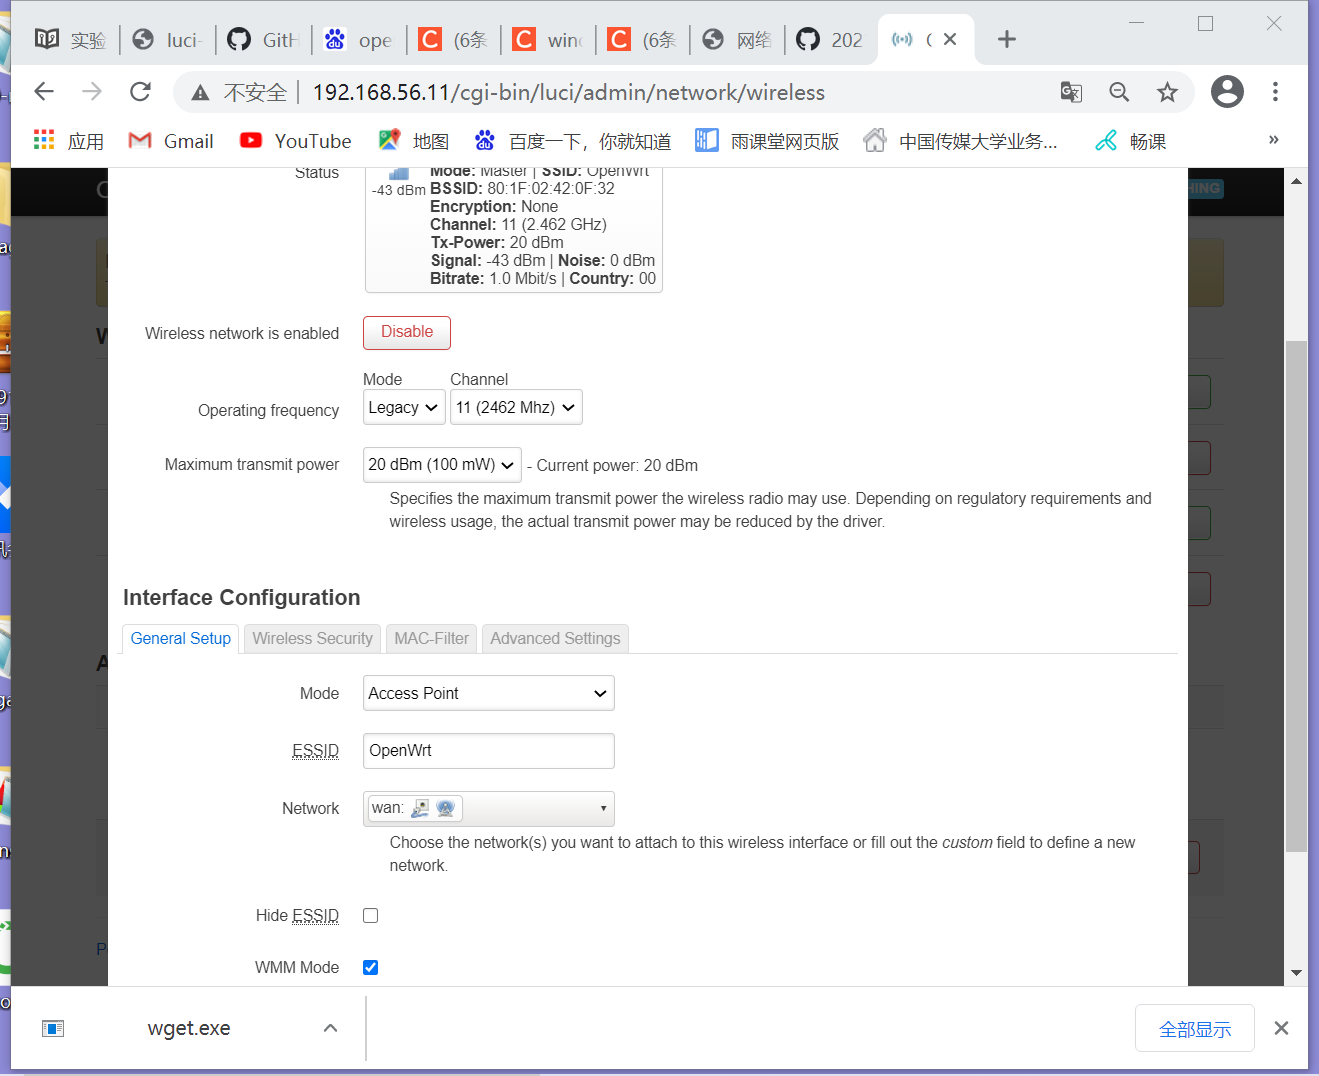 实验 luci- GitH ope (6条 winc (6条 网络 202 (
不安全 192.168.56.11/cgi-bin/luci/admin/network/wireless
应用 Gmail YouTube 地图 百度一下，你就知道 雨课堂网页版 中国传媒大学业务... 畅课 »
HING
Status
Mode: Master | SSID: OpenWrt
-43 dBm
BSSID: 80:1F:02:42:0F:32
Encryption: None
Channel: 11 (2.462 GHz)
Tx-Power: 20 dBm
Signal: -43 dBm | Noise: 0 dBm
Bitrate: 1.0 Mbit/s | Country: 00
Wireless network is enabled Disable
Mode Channel
Operating frequency Legacy 11 (2462 Mhz)
Maximum transmit power 20 dBm (100 mW) - Current power: 20 dBm
Specifies the maximum transmit power the wireless radio may use. Depending on regulatory requirements and
wireless usage, the actual transmit power may be reduced by the driver.
Interface Configuration
General Setup Wireless Security MAC-Filter Advanced Settings
Mode Access Point
ESSID OpenWrt
Network wan:
Choose the network(s) you want to attach to this wireless interface or fill out the custom field to define a new
network.
Hide ESSID
WMM Mode
wget.exe 全部显示